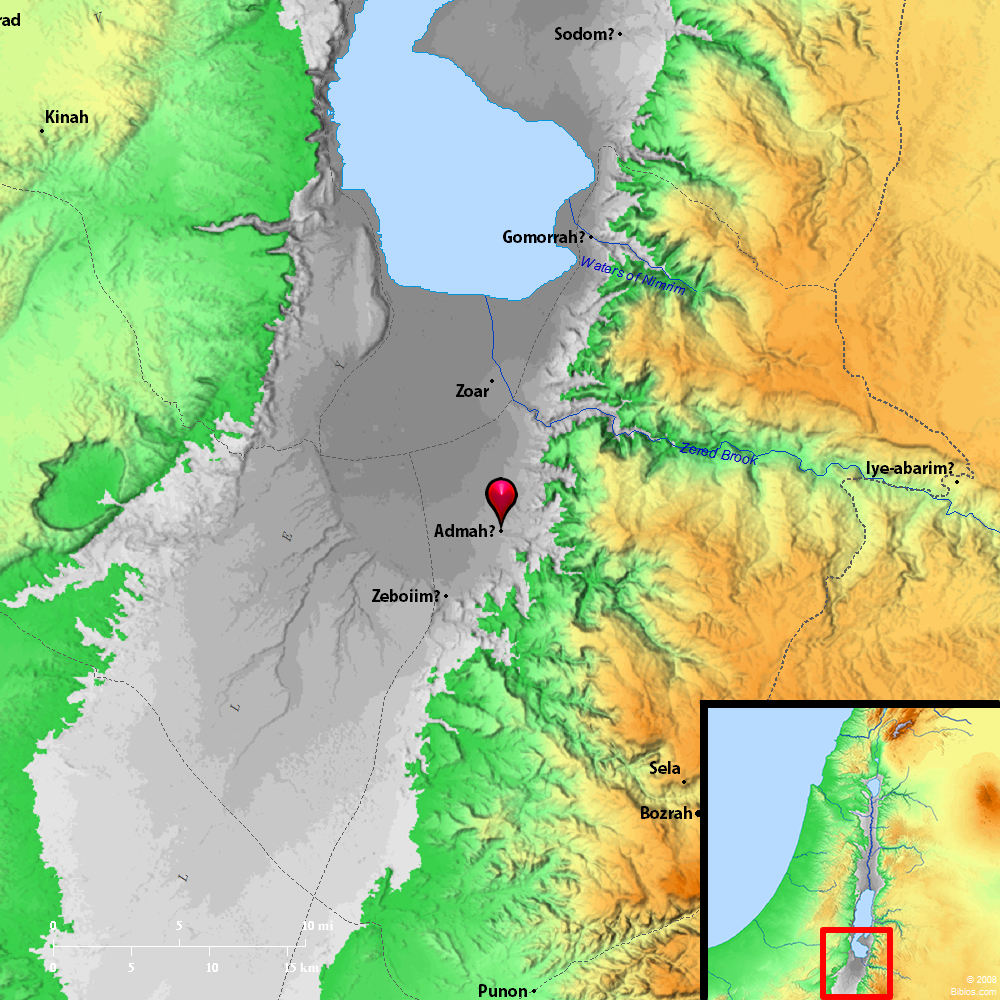 rad
V
Sodom?
Kinah
Gomorrah?
Waters of Nimrim
Y
Zoar
Zered Brook
Iye-abarim?
Admah?
E
Zeboiim?
L
Sela
Bozrah
L
0 5 10 mi
0 5 10 15 km
Punon
© 2008
Biblos.com